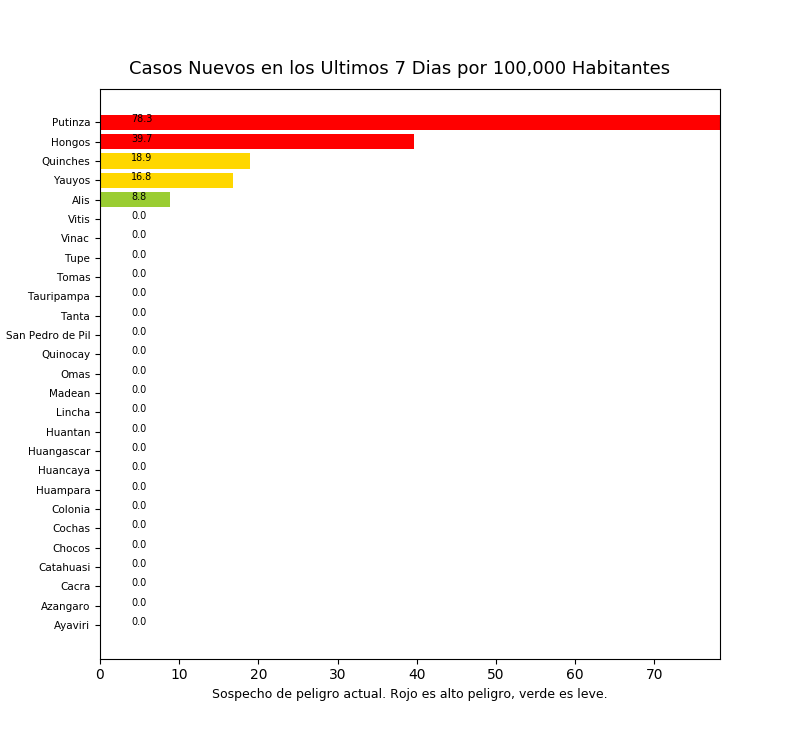 Casos Nuevos en los Ultimos 7 Dias por 100,000 Habitantes
Putinza 78.3
Hongos 39.7
Quinches 18.9
Yauyos 16.8
Alis 8.8
Vitis 0.0
Vinac 0.0
Tupe 0.0
Tomas 0.0
Tauripampa 0.0
Tanta 0.0
San Pedro de Pil 0.0
Quinocay 0.0
Omas 0.0
Madean 0.0
Lincha 0.0
Huantan 0.0
Huangascar 0.0
Huancaya 0.0
Huampara 0.0
Colonia 0.0
Cochas 0.0
Chocos 0.0
Catahuasi 0.0
Cacra 0.0
Azangaro 0.0
Ayaviri 0.0
0 10 20 30 40 50 60 70
Sospecho de peligro actual. Rojo es alto peligro, verde es leve.